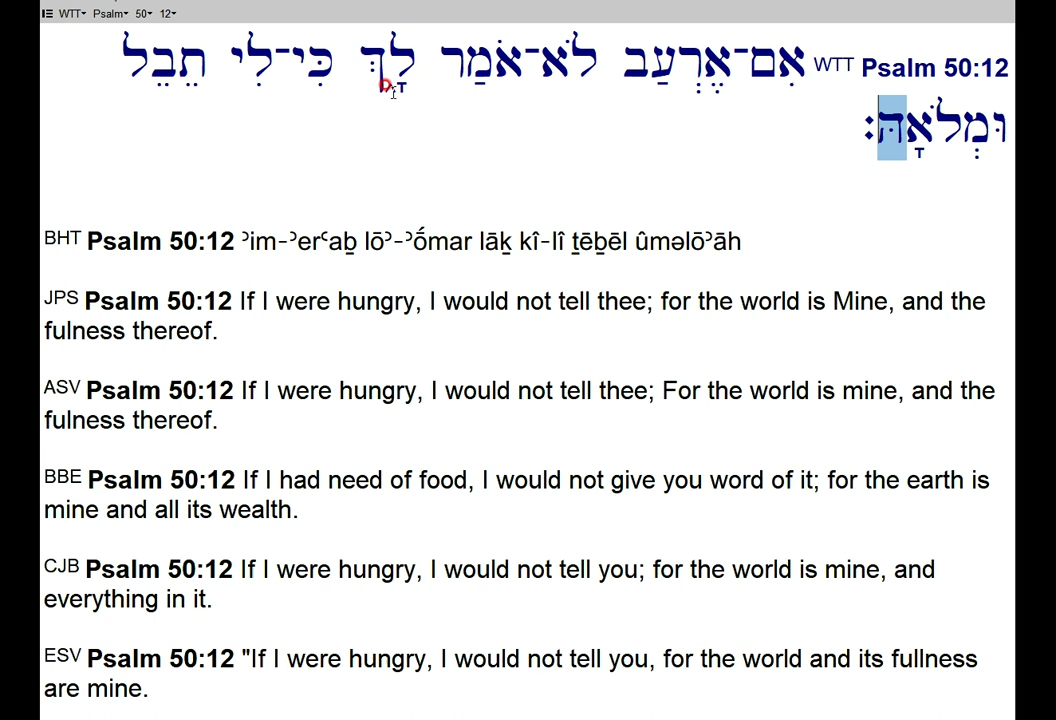 WTT Psalm 50 12
WTT Psalm 50:12 אִם־אֶ֭רְעַב לֹא־אֹ֣מַר לָ֑ךְ כִּי־לִ֥י תֵ֝בֵ֗ל
וּמְלֹאָֽהּ׃
BHT Psalm 50:12 ʾim-ʾerʿaḇ lōʾ-ʾṓmar lāḵ kî-lî ṯēḇēl ûməlōʾāh
JPS Psalm 50:12 If I were hungry, I would not tell thee; for the world is Mine, and the
fulness thereof.
ASV Psalm 50:12 If I were hungry, I would not tell thee; For the world is mine, and the
fulness thereof.
BBE Psalm 50:12 If I had need of food, I would not give you word of it; for the earth is
mine and all its wealth.
CJB Psalm 50:12 If I were hungry, I would not tell you; for the world is mine, and
everything in it.
ESV Psalm 50:12 "If I were hungry, I would not tell you, for the world and its fullness
are mine.